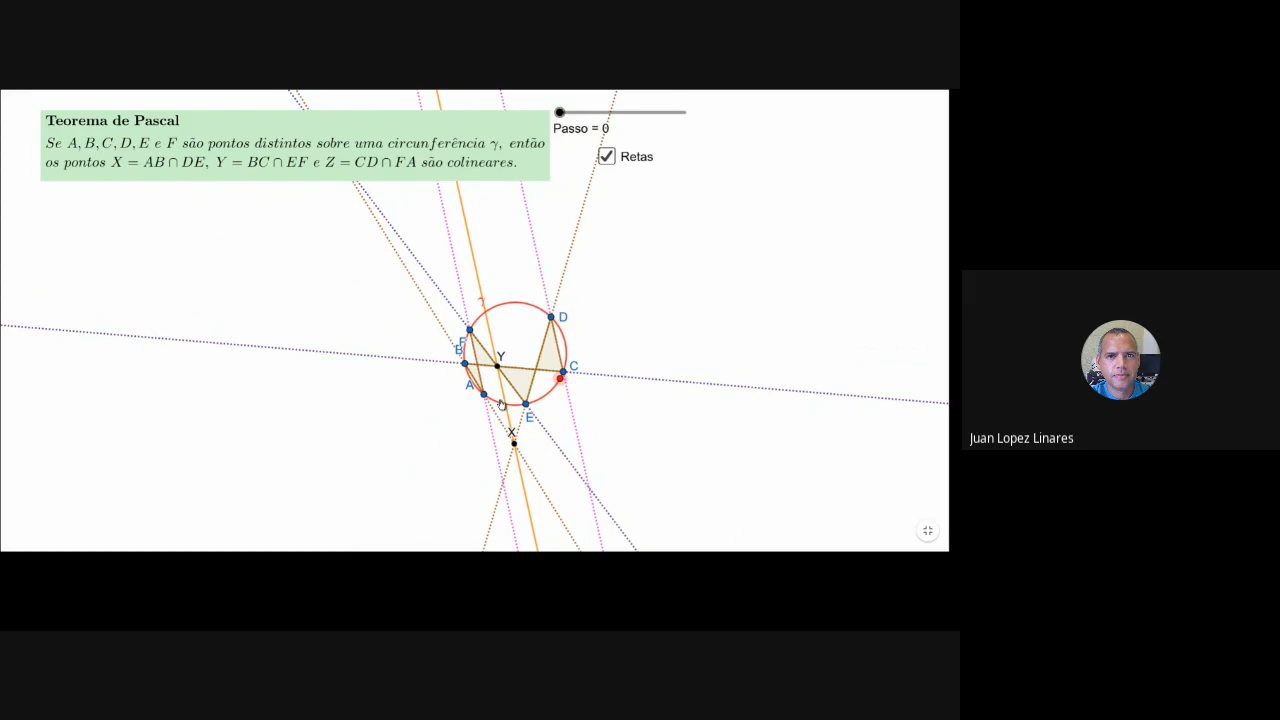 Teorema de Pascal
Se A, B, C, D, E e F são pontos distintos sobre uma circunferência γ, então
os pontos X = AB ∩ DE, Y = BC ∩ EF e Z = CD ∩ FA são colineares.
Passo = 0
Retas
γ
D
F
B
Y
C
A
E
X
Juan Lopez Linares